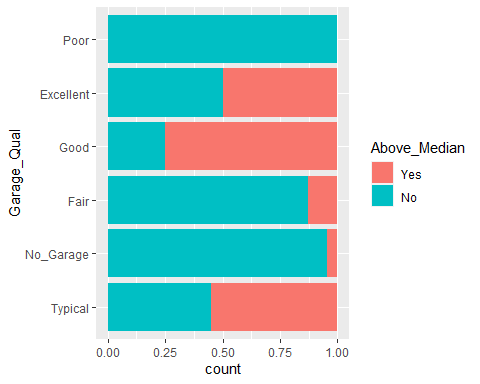 Poor
Excellent
Good
Fair
No_Garage
Typical
Garage_Qual
0.00 0.25 0.50 0.75 1.00
count
Above_Median
Yes
No